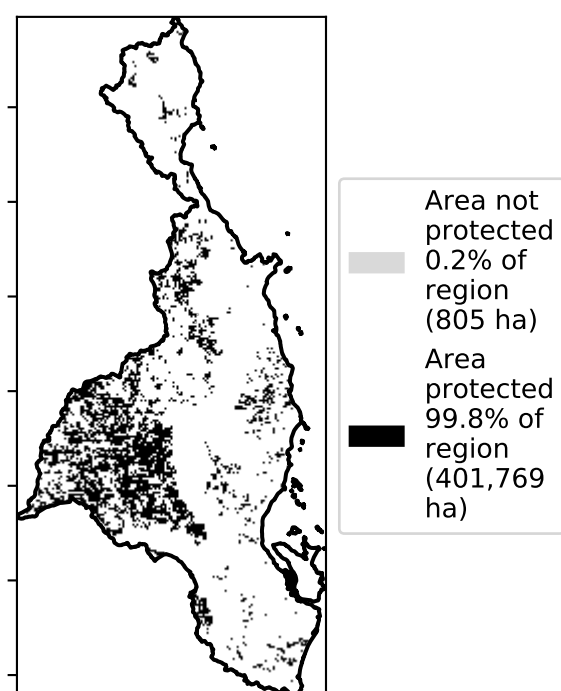 Area not
protected
0.2% of
region
(805 ha)
Area
protected
99.8% of
region
(401,769
ha)